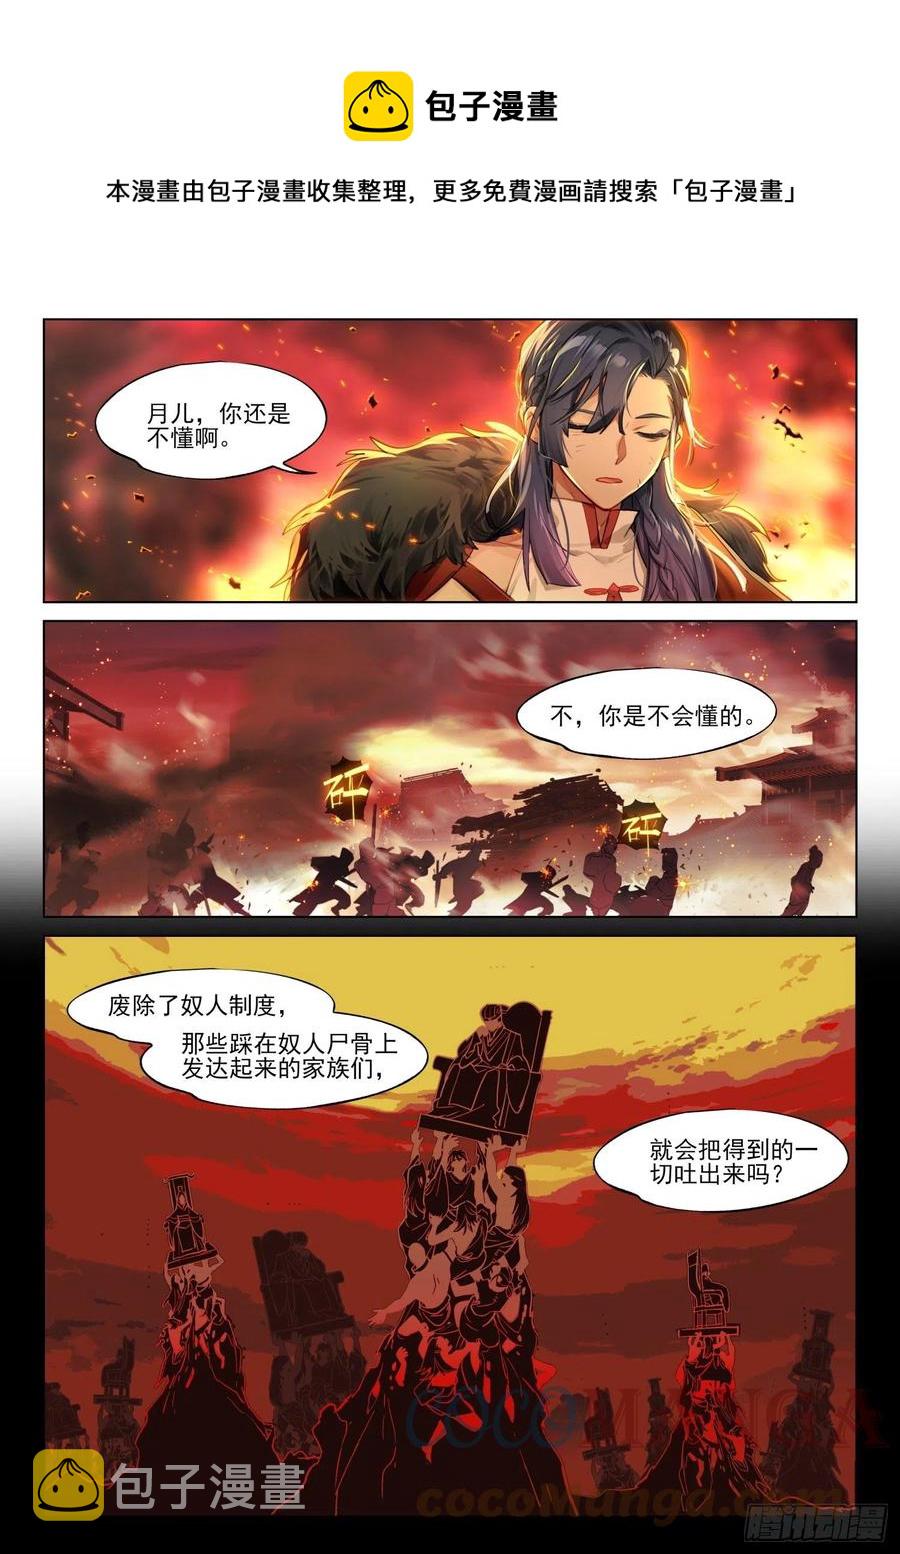 包子漫畫
本漫畫由包子漫畫收集整理，更多免費漫画請搜索「包子漫畫」
月儿，你还是
不懂啊。
不，你是不会懂的。
砰
砰
废除了奴人制度，
那些踩在奴人尸骨上
发达起来的家族们，
就会把得到的一
切吐出来吗？
COCOMANGA
包子漫畫
cocoManga.com
腾讯动漫